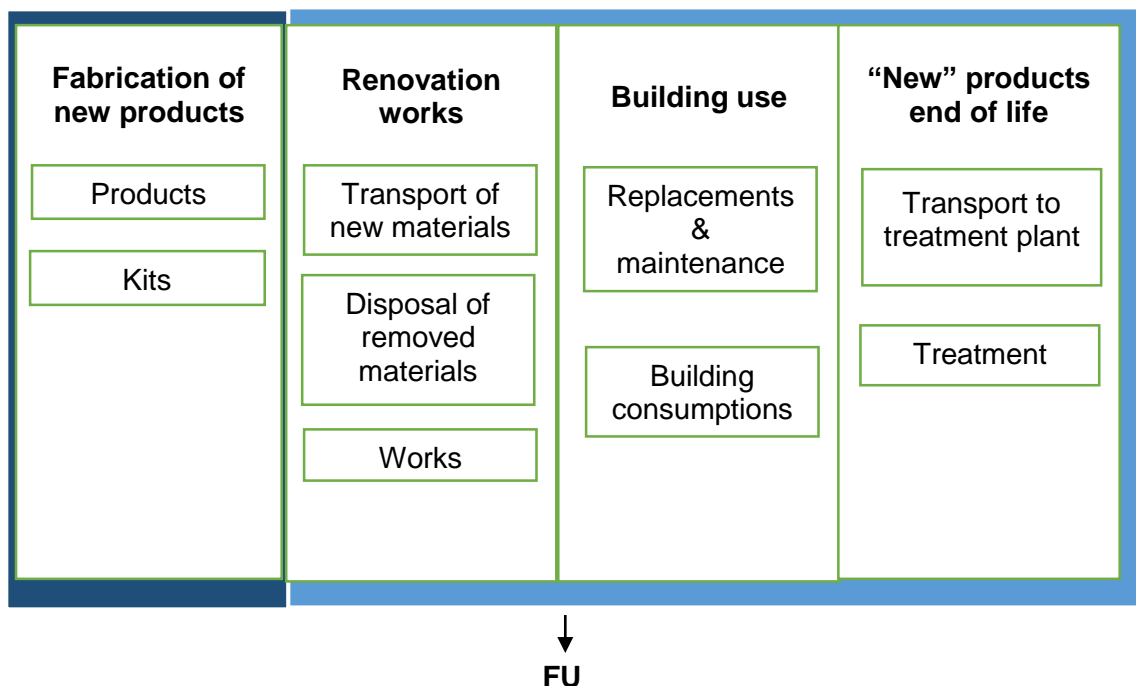 Fabrication of
new products
Products
Kits
Renovation
works
Transport of
new materials
Disposal of
removed
materials
Works
Building use
Replacements
&
maintenance
Building
consumptions
“New” products
end of life
Transport to
treatment plant
Treatment
FU